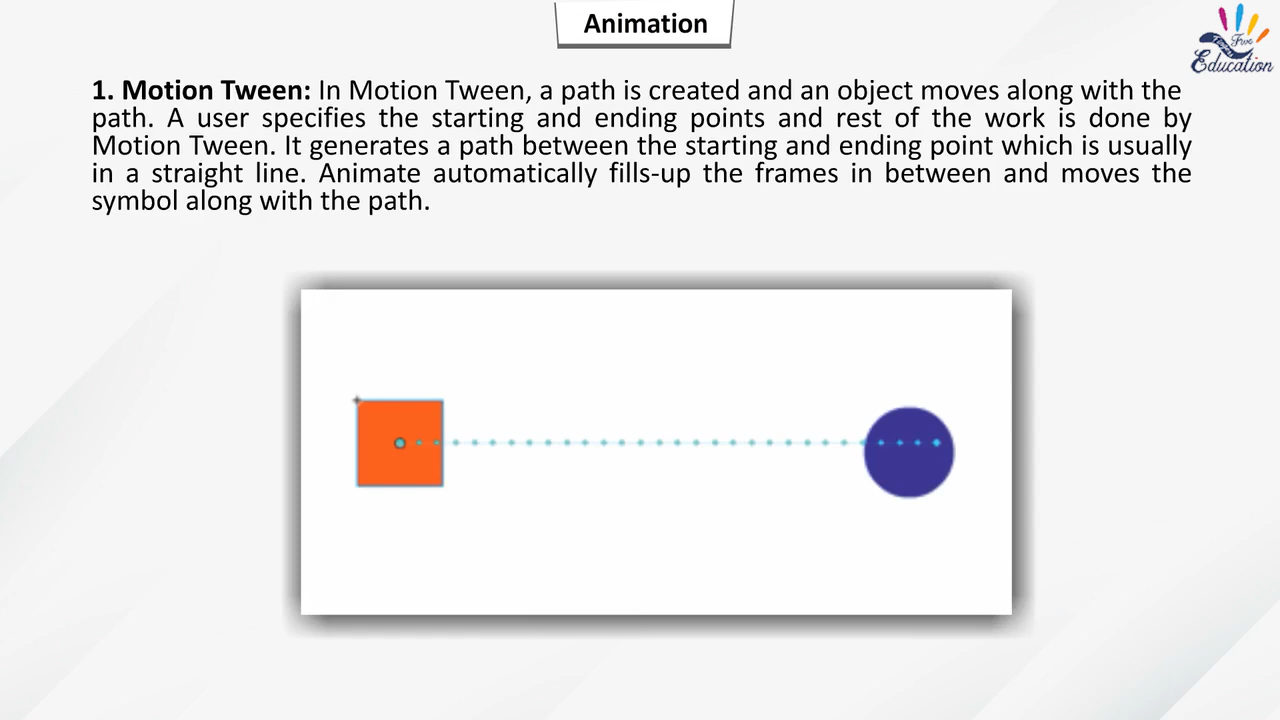 Animation
Five
Education
1. Motion Tween: In Motion Tween, a path is created and an object moves along with the
path. A user specifies the starting and ending points and rest of the work is done by
Motion Tween. It generates a path between the starting and ending point which is usually
in a straight line. Animate automatically fills-up the frames in between and moves the
symbol along with the path.